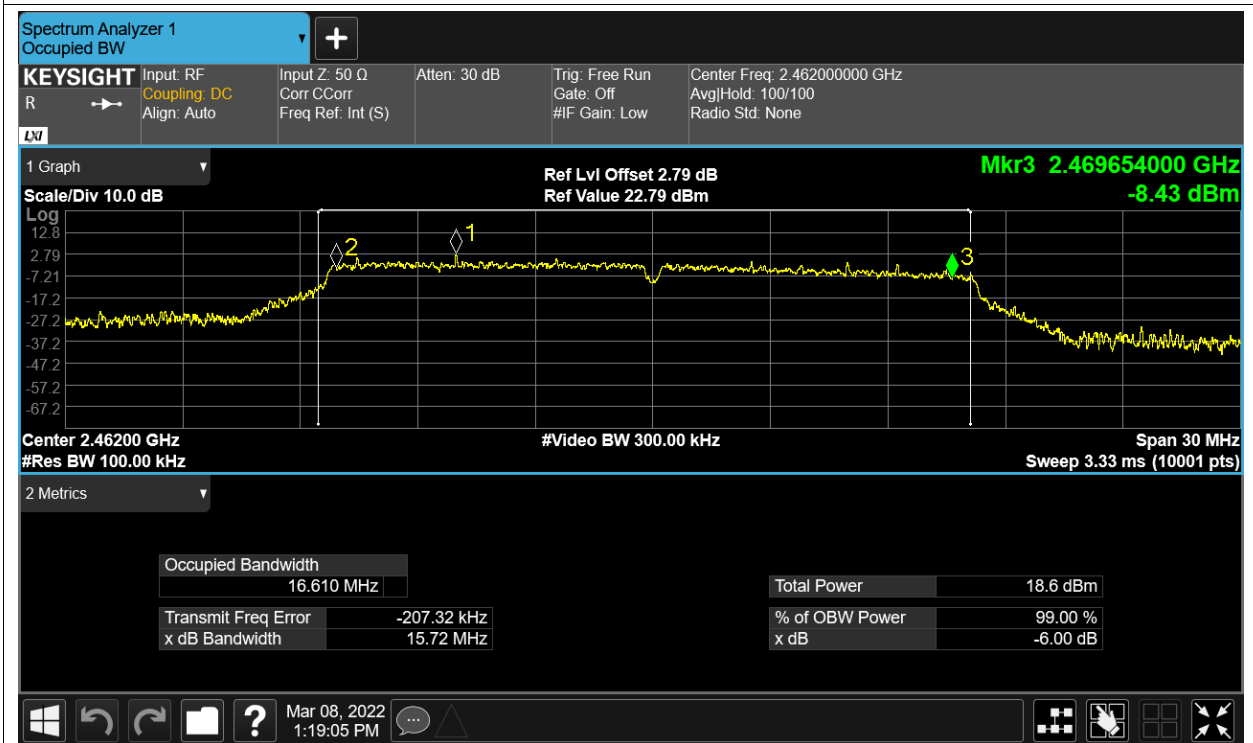 Spectrum Analyzer 1
Occupied BW
KEYSIGHT
R
LXI
Input: RF
Coupling: DC
Align: Auto
Input Z: 50 Ω
Corr CCorr
Freq Ref: Int (S)
Atten: 30 dB
Trig: Free Run
Gate: Off
#IF Gain: Low
Center Freq: 2.462000000 GHz
Avg|Hold: 100/100
Radio Std: None
1 Graph
Scale/Div 10.0 dB
Ref Lvl Offset 2.79 dB
Ref Value 22.79 dBm
Mkr3 2.469654000 GHz
-8.43 dBm
Log
12.8
2.79
-7.21
-17.2
-27.2
-37.2
-47.2
-57.2
-67.2
2
1
3
Center 2.46200 GHz
#Res BW 100.00 kHz
#Video BW 300.00 kHz
Span 30 MHz
Sweep 3.33 ms (10001 pts)
2 Metrics
Occupied Bandwidth
16.610 MHz
Transmit Freq Error -207.32 kHz
x dB Bandwidth 15.72 MHz
Total Power 18.6 dBm
% of OBW Power 99.00 %
x dB -6.00 dB
?
Mar 08, 2022
1:19:05 PM